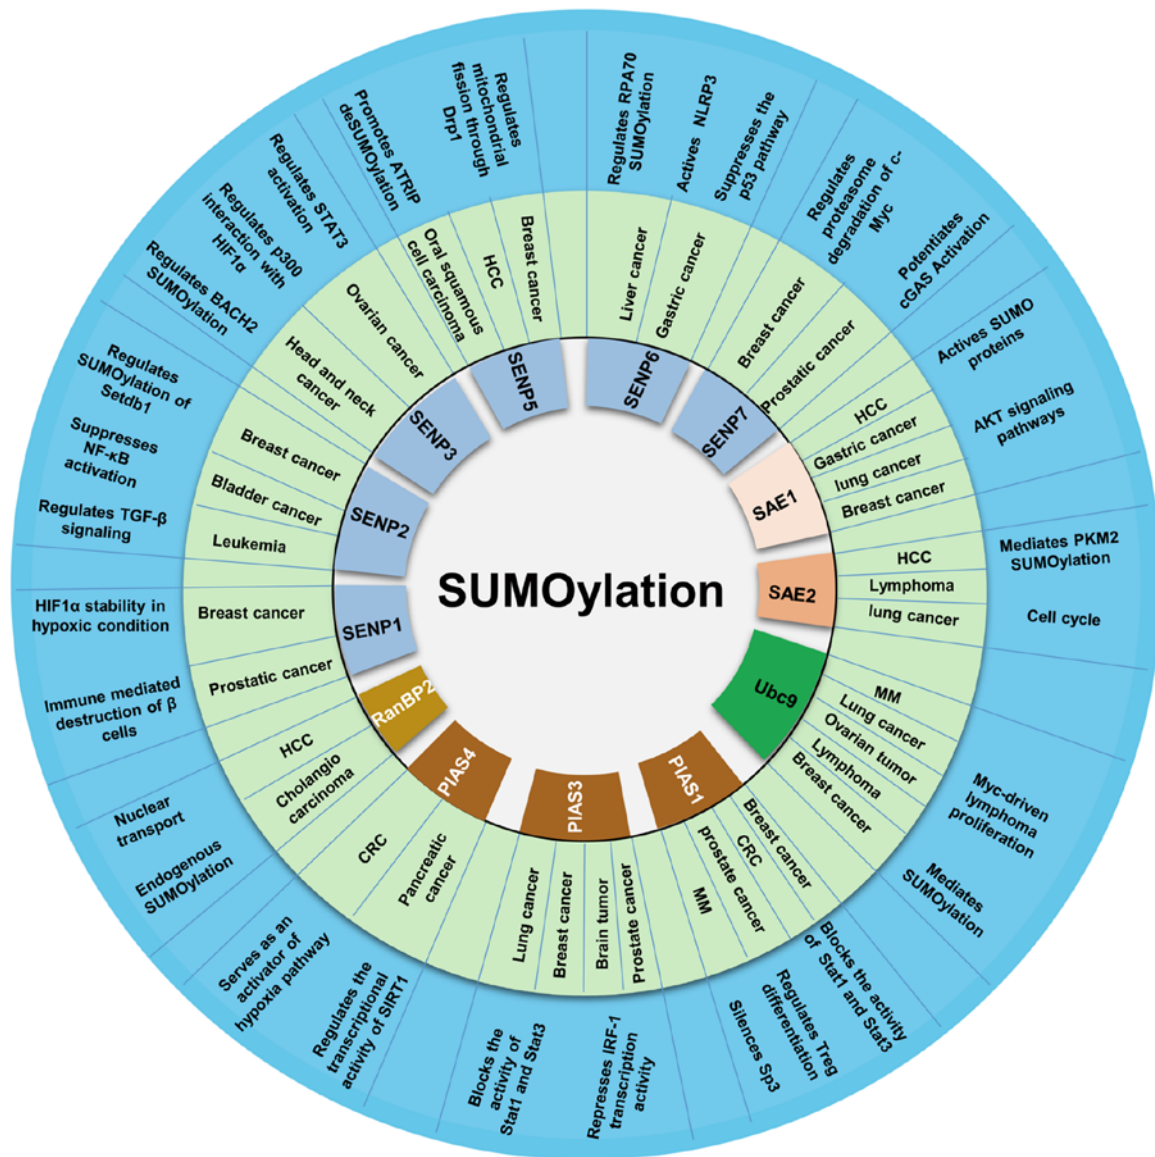 SUMOylation
SENP6
SENP7
SAE1
SAE2
Ubc9
PIAS1
PIAS3
PIAS4
RanBP2
SENP1
SENP2
SENP3
SENP5
Liver cancer
Gastric cancer
Breast cancer
Prostatic cancer
HCC
Gastric cancer
lung cancer
Breast cancer
HCC
Lymphoma
lung cancer
MM
Lung cancer
Ovarian tumor
Lymphoma
Breast cancer
Breast cancer
CRC
prostate cancer
MM
Prostate cancer
Brain tumor
Breast cancer
Lung cancer
Pancreatic
cancer
CRC
Cholangio
carcinoma
HCC
Prostatic cancer
Breast cancer
Leukemia
Bladder cancer
Breast cancer
Head and neck
cancer
Ovarian cancer
Oral squamous
cell carcinoma
HCC
Breast cancer
Regulates RPA70
SUMOylation
Actives NLRP3
Suppresses the
p53 pathway
Regulates
proteasome
degradation of c-
Myc
Potentiates
cGAS Activation
Actives SUMO
proteins
AKT signaling
pathways
Mediates PKM2
SUMOylation
Cell cycle
Myc-driven
lymphoma
proliferation
Mediates
SUMOylation
Blocks the activity
of Stat1 and Stat3
Regulates Treg
differentiation
Silences Sp3
Represses IRF-1
transcription
activity
Blocks the
activity of
Stat1 and Stat3
Regulates the
transcriptional
activity of SIRT1
Serves as an
activator of
hypoxia pathway
Endogenous
SUMOylation
Nuclear
transport
Immune mediated
destruction of β
cells
HIF1α stability in
hypoxic condition
Regulates TGF-β
signaling
Suppresses
NF-κB
activation
Regulates
SUMOylation of
Setdb1
Regulates BACH2
SUMOylation
Regulates p300
interaction with
HIF1α
Regulates STAT3
activation
Promotes ATRIP
deSUMOylation
Regulates
mitochondrial
fission through
Drp1